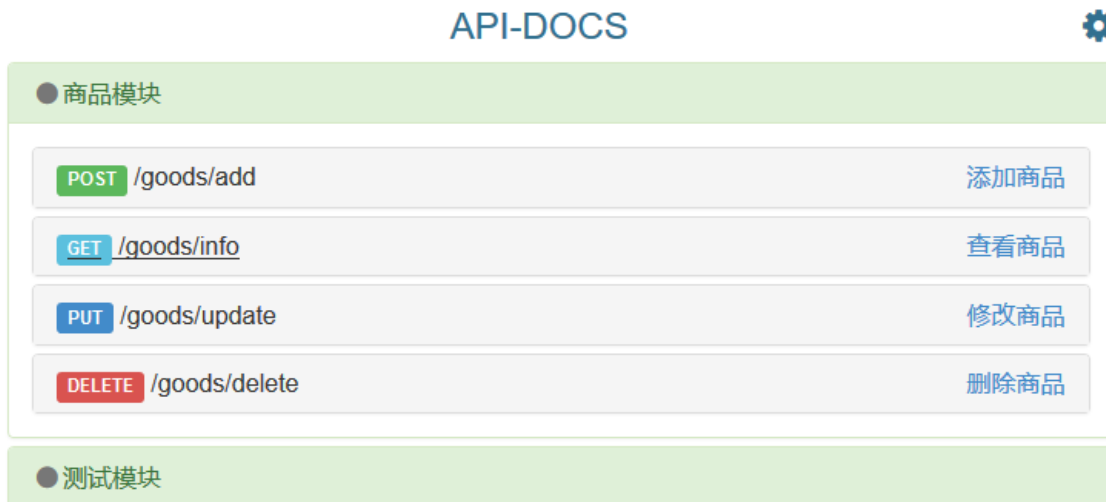 API-DOCS
商品模块
POST /goods/add 添加商品
GET /goods/info 查看商品
PUT /goods/update 修改商品
DELETE /goods/delete 删除商品
测试模块